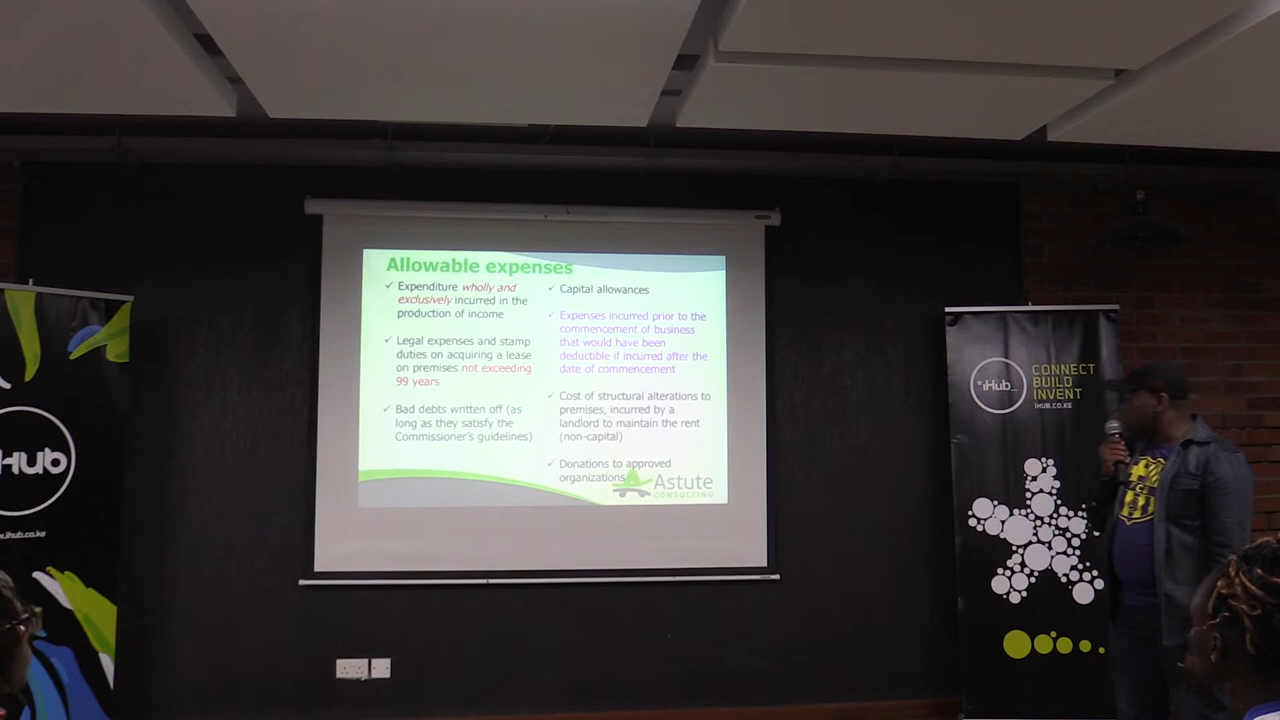 Allowable expenses
✓ Expenditure wholly and
exclusively incurred in the
production of income
✓ Legal expenses and stamp
duties on acquiring a lease
on premises not exceeding
99 years
✓ Bad debts written off (as
long as they satisfy the
Commissioner's guidelines)
✓ Capital allowances
✓ Expenses incurred prior to the
commencement of business
that would have been
deductible if incurred after the
date of commencement
✓ Cost of structural alterations to
premises, incurred by a
landlord to maintain the rent
(non-capital)
✓ Donations to approved
organizations
Astute
CONSULTING
Hub
w.ihub.co.ke
*iHub_
CONNECT
BUILD
INVENT
IHUB.CO.KE